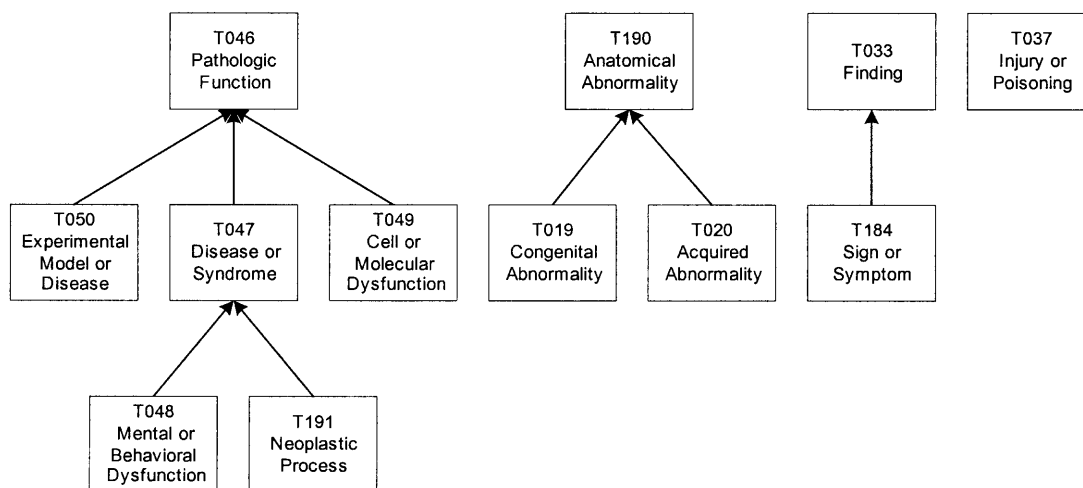 T046
Pathologic
Function
T190
Anatomical
Abnormality
T033
Finding
T037
Injury or
Poisoning
T050
Experimental
Model or
Disease
T047
Disease or
Syndrome
T049
Cell or
Molecular
Dysfunction
T019
Congenital
Abnormality
T020
Acquired
Abnormality
T184
Sign or
Symptom
T048
Mental or
Behavioral
Dysfunction
T191
Neoplastic
Process